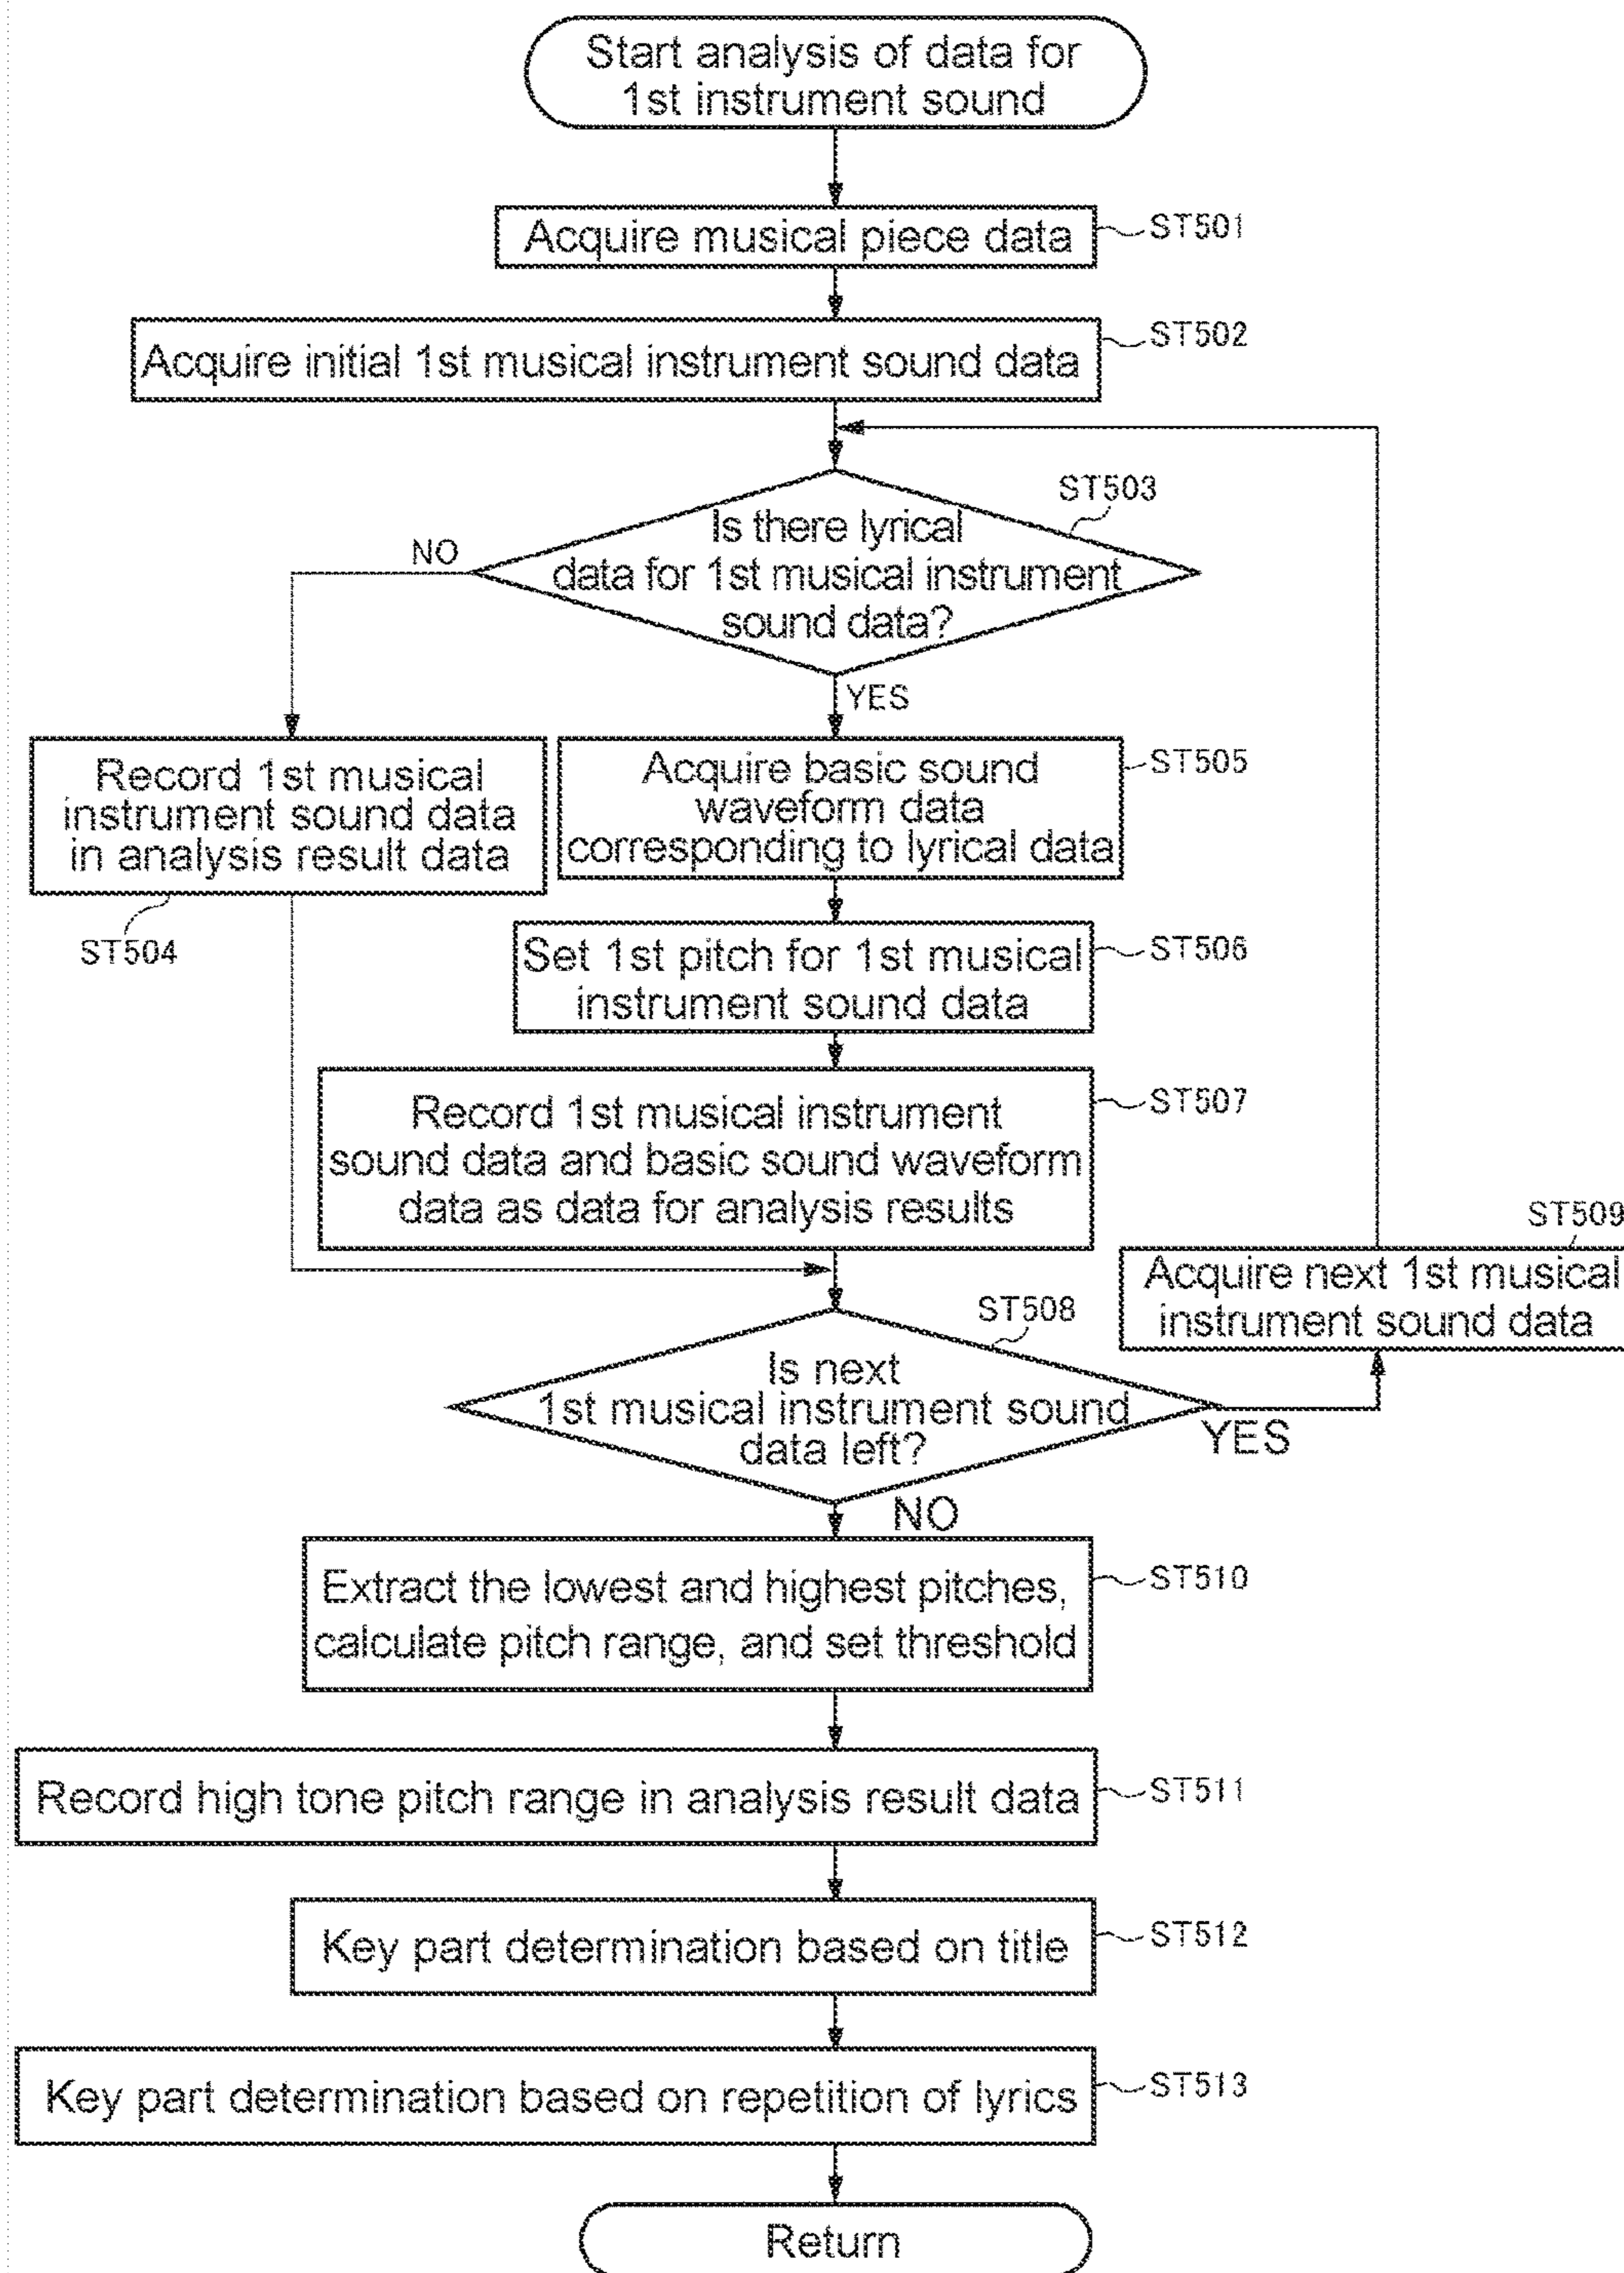 Start analysis of data for
1st instrument sound
Acquire musical piece data
ST501
Acquire initial 1st musical instrument sound data
ST502
ST503
Is there lyrical
data for 1st musical instrument
sound data?
NO
YES
Record 1st musical
instrument sound data
in analysis result data
ST504
Acquire basic sound
waveform data
corresponding to lyrical data
ST505
Set 1st pitch for 1st musical
instrument sound data
ST506
Record 1st musical instrument
sound data and basic sound waveform
data as data for analysis results
ST507
ST508
Is next
1st musical instrument sound
data left?
YES
NO
ST509
Acquire next 1st musical
instrument sound data
Extract the lowest and highest pitches,
calculate pitch range, and set threshold
ST510
Record high tone pitch range in analysis result data
ST511
Key part determination based on title
ST512
Key part determination based on repetition of lyrics
ST513
Return